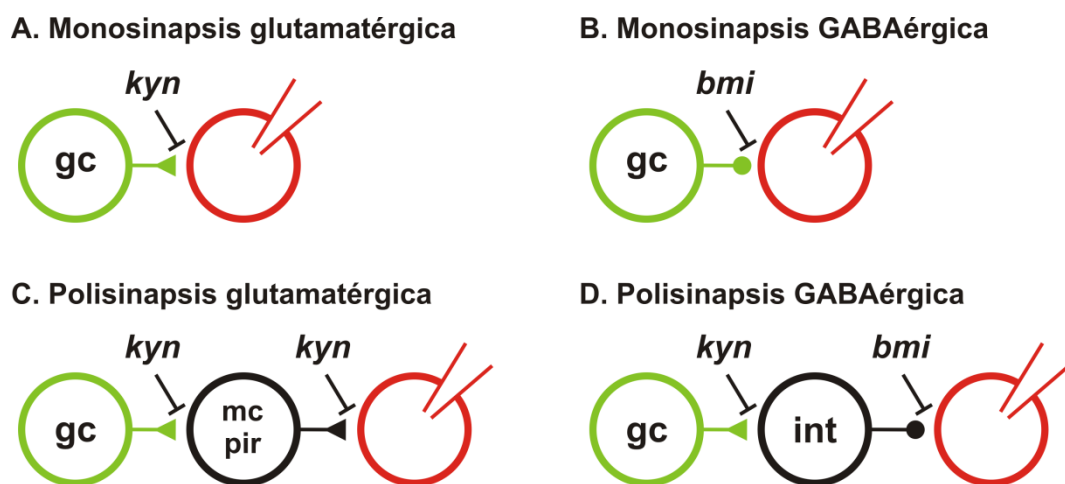 A. Monosinapsis glutamatérgica
kyn
gc
B. Monosinapsis GABAérgica
bmi
gc
C. Polisinapsis glutamatérgica
kyn kyn
gc
mc
pir
D. Polisinapsis GABAérgica
kyn bmi
gc int